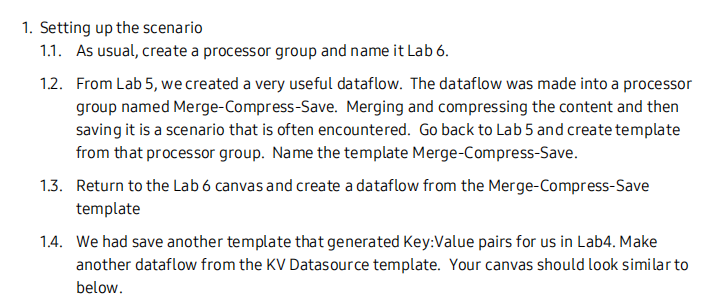 1. Setting up the scenario
1.1. As usual, create a processor group and name it Lab 6.
1.2. From Lab 5, we created a very useful dataflow. The dataflow was made into a processor
group named Merge-Compress-Save. Merging and compressing the content and then
saving it is a scenario that is often encountered. Go back to Lab 5 and create template
from that processor group. Name the template Merge-Compress-Save.
1.3. Return to the Lab 6 canvas and create a dataflow from the Merge-Compress-Save
template
1.4. We had save another template that generated Key:Value pairs for us in Lab4. Make
another dataflow from the KV Datasource template. Your canvas should look similar to
below.